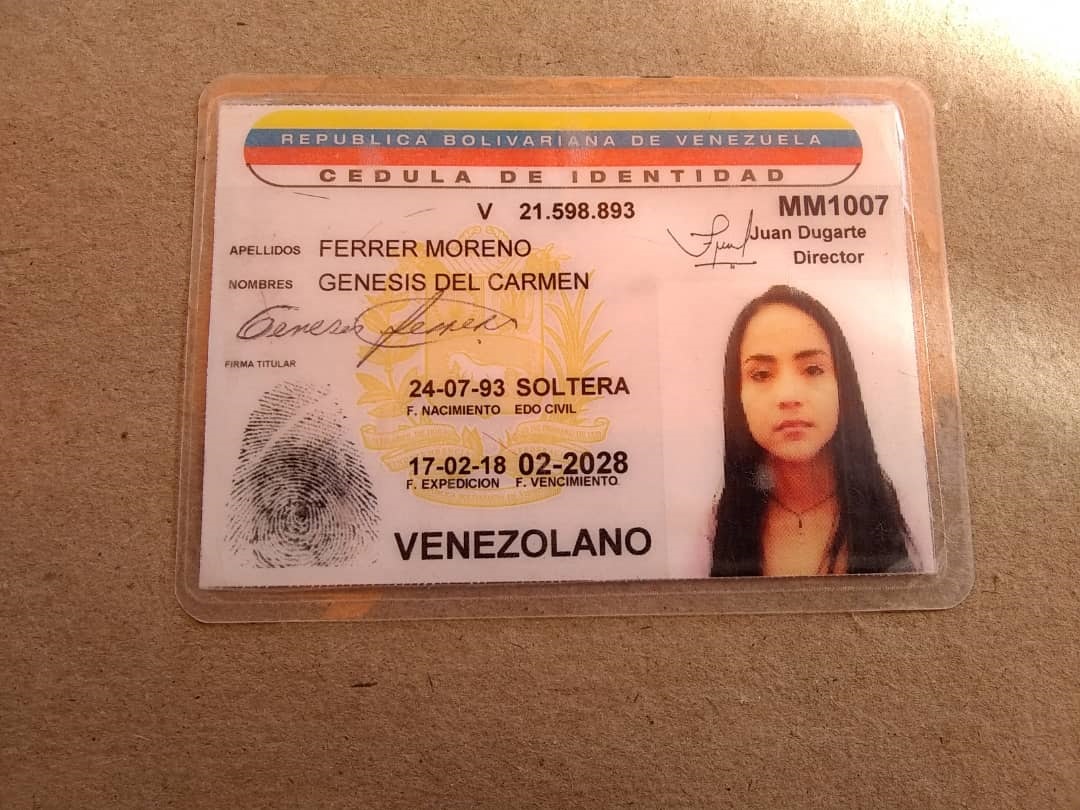 REPUBLICA BOLIVARIANA DE VENEZUELA
CEDULA DE IDENTIDAD
V 21.598.893
MM1007
Juan Dugarte
Director
APELLIDOS FERRER MORENO
NOMBRES GENESIS DEL CARMEN
Genesis Ferrer
FIRMA TITULAR
24-07-93 SOLTERA
F. NACIMIENTO EDO CIVIL
17-02-18 02-2028
F. EXPEDICION F. VENCIMIENTO
VENEZOLANO